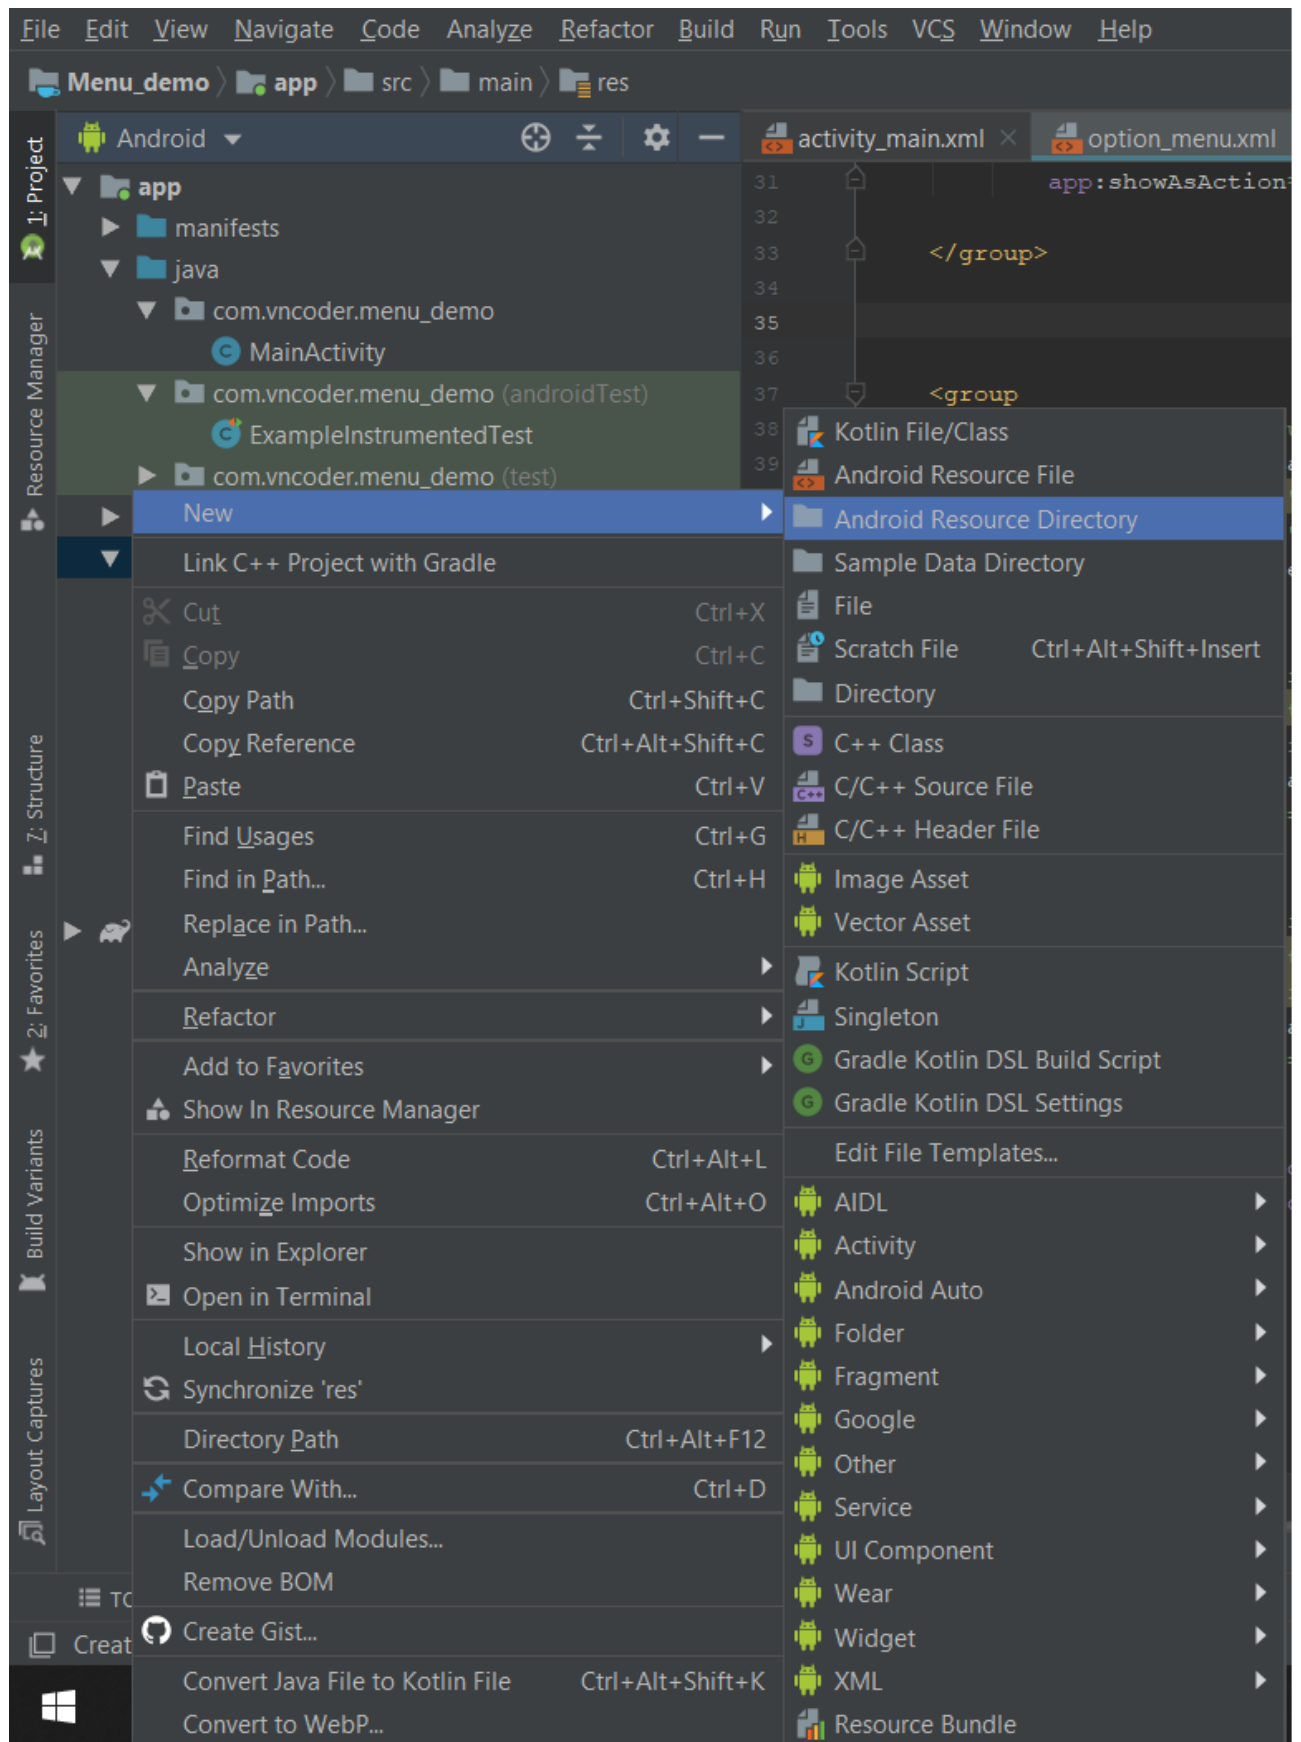 File Edit View Navigate Code Analyze Refactor Build Run Tools VCS Window Help
Menu_demo app src main res
Android
activity_main.xml option_menu.xml
1: Project
Resource Manager
7: Structure
2: Favorites
Build Variants
Layout Captures
app
manifests
java
com.vncoder.menu_demo
MainActivity
com.vncoder.menu_demo (androidTest)
ExampleInstrumentedTest
com.vncoder.menu_demo (test)
31 app:showAsAction
32
33 </group>
34
35
36
37 <group
38
39
New
Link C++ Project with Gradle
Cut Ctrl+X
Copy Ctrl+C
Copy Path Ctrl+Shift+C
Copy Reference Ctrl+Alt+Shift+C
Paste Ctrl+V
Find Usages Ctrl+G
Find in Path... Ctrl+H
Replace in Path...
Analyze
Refactor
Add to Favorites
Show In Resource Manager
Reformat Code Ctrl+Alt+L
Optimize Imports Ctrl+Alt+O
Show in Explorer
Open in Terminal
Local History
Synchronize 'res'
Directory Path Ctrl+Alt+F12
Compare With... Ctrl+D
Load/Unload Modules...
Remove BOM
Create Gist...
Convert Java File to Kotlin File Ctrl+Alt+Shift+K
Convert to WebP...
Kotlin File/Class
Android Resource File
Android Resource Directory
Sample Data Directory
File
Scratch File Ctrl+Alt+Shift+Insert
Directory
C++ Class
C/C++ Source File
C/C++ Header File
Image Asset
Vector Asset
Kotlin Script
Singleton
Gradle Kotlin DSL Build Script
Gradle Kotlin DSL Settings
Edit File Templates...
AIDL
Activity
Android Auto
Folder
Fragment
Google
Other
Service
UI Component
Wear
Widget
XML
Resource Bundle
TO
Creat